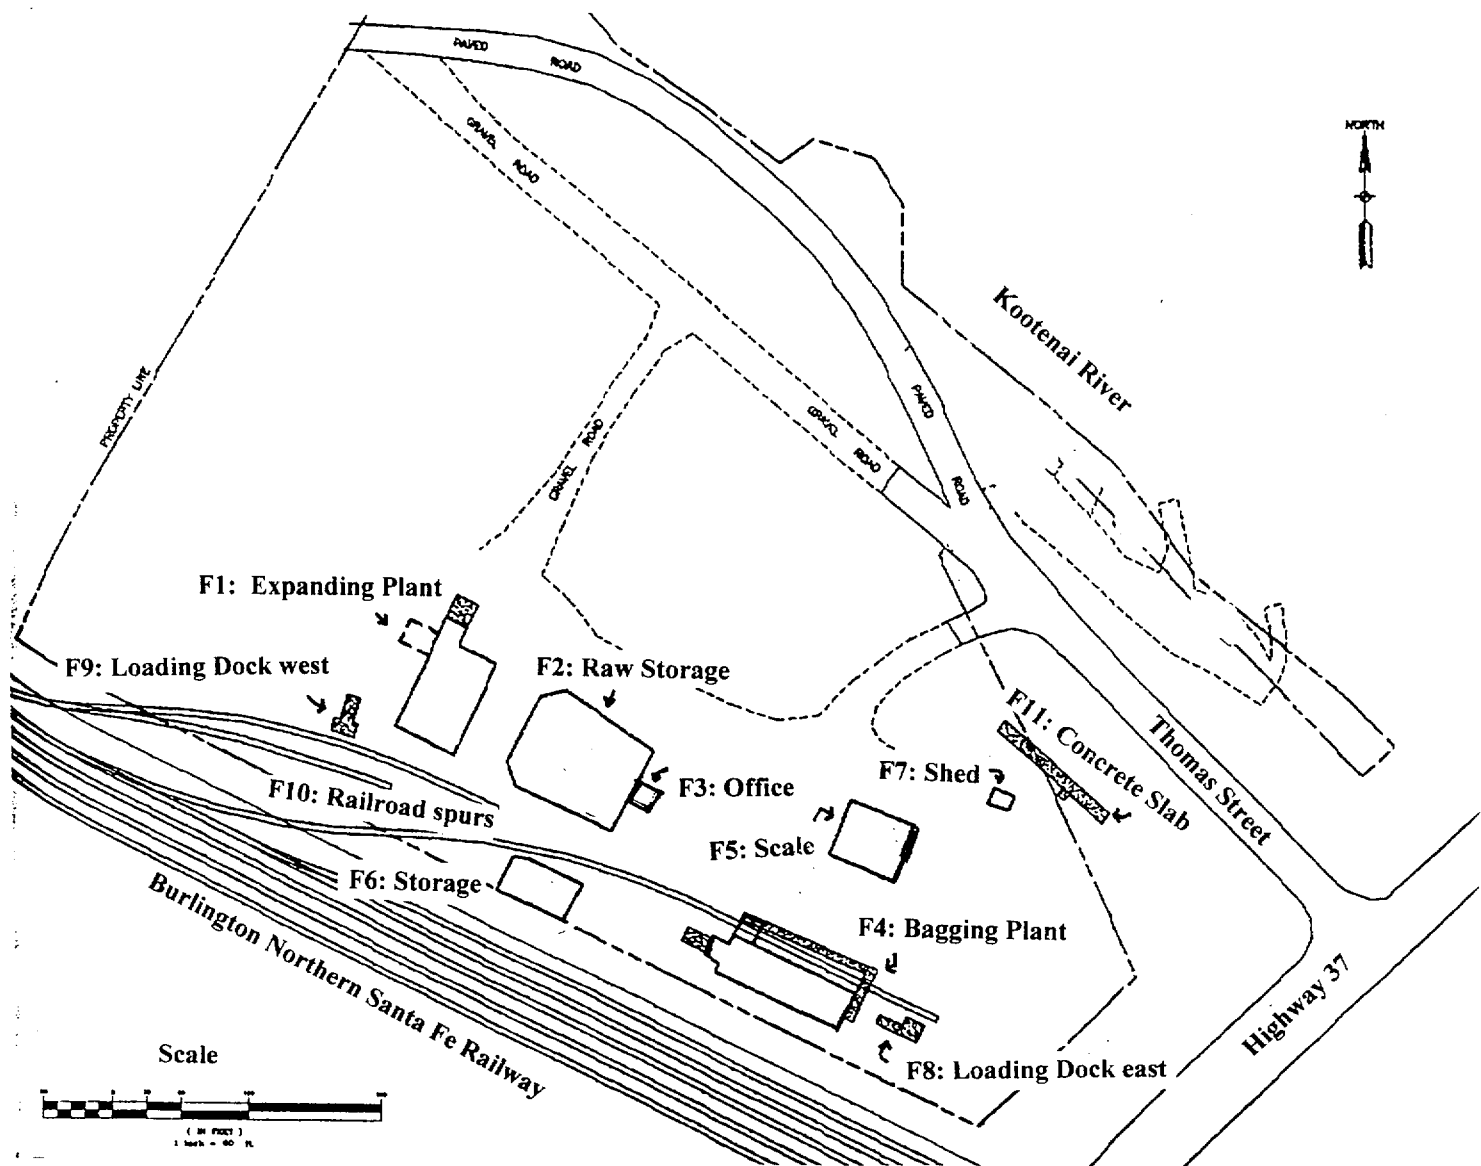 PAVED ROAD
GRAVEL ROAD
NORTH
Kootenai River
PROPERTY LINE
PAVED ROAD
GRAVEL ROAD
GRAVEL ROAD
F1: Expanding Plant
F9: Loading Dock west
F2: Raw Storage
F11: Concrete Slab
Thomas Street
F7: Shed
F3: Office
F10: Railroad spurs
F5: Scale
F6: Storage
Burlington Northern Santa Fe Railway
F4: Bagging Plant
Highway 37
Scale
F8: Loading Dock east
( IN FEET )